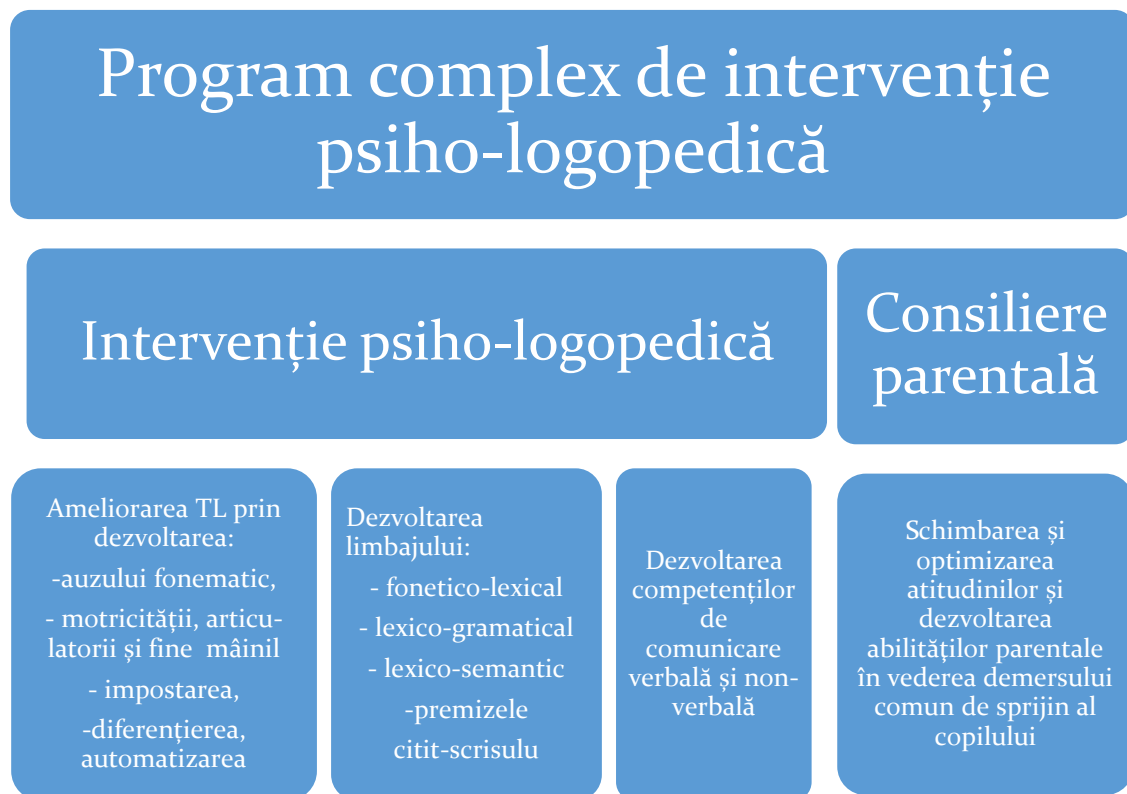 Program complex de intervenție
psiho-logopedică
Intervenție psiho-logopedică
Consiliere
parentală
Ameliorarea TL prin
dezvoltarea:
-auzului fonematic,
- motricității, articu-
latorii și fine  mâinil
- impostarea,
-diferențierea,
automatizarea
Dezvoltarea
limbajului:
- fonetico-lexical
- lexico-gramatical
- lexico-semantic
-premizele
citit-scrisulu
Dezvoltarea
competenților
de
comunicare
verbală și non-
verbală
Schimbarea și
optimizarea
atitudinilor și
dezvoltarea
abilităților parentale
în vederea demersului
comun de sprijin al
copilului